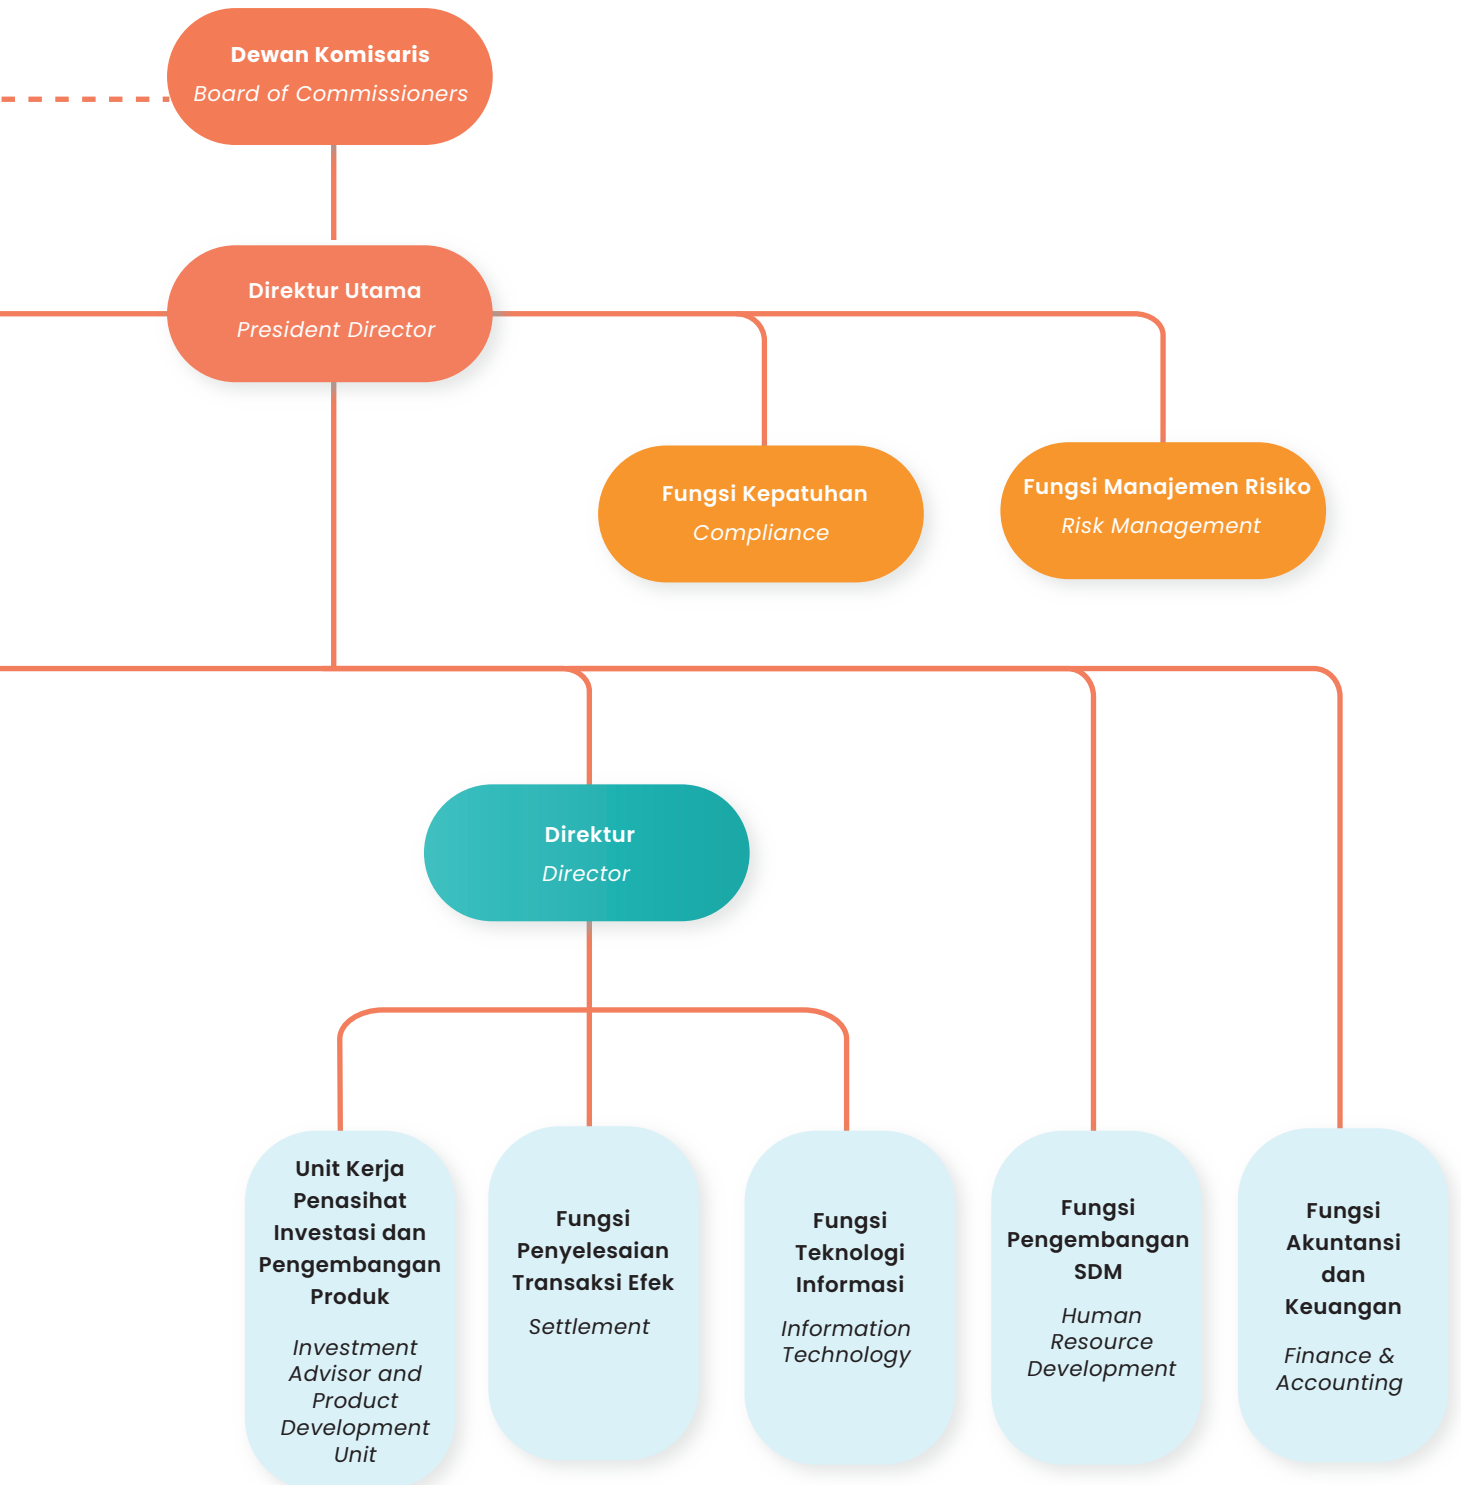 Dewan Komisaris
Board of Commissioners
Direktur Utama
President Director
Fungsi Kepatuhan
Compliance
Fungsi Manajemen Risiko
Risk Management
Direktur
Director
Unit Kerja
Penasihat
Investasi dan
Pengembangan
Produk
Investment
Advisor and
Product
Development
Unit
Fungsi
Penyelesaian
Transaksi Efek
Settlement
Fungsi
Teknologi
Informasi
Information
Technology
Fungsi
Pengembangan
SDM
Human
Resource
Development
Fungsi
Akuntansi
dan
Keuangan
Finance &
Accounting